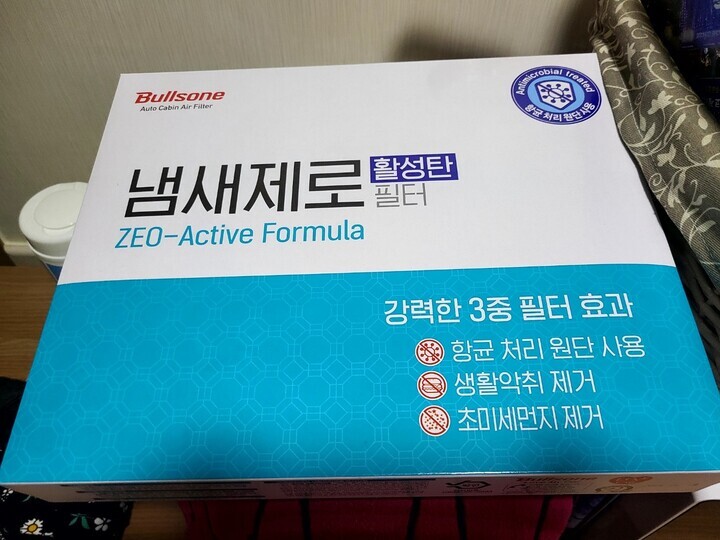 Bullsone
Auto Cabin Air Filter
Antimicrobial treated
항균 처리 원단 사용
냄새제로 활성탄 필터
ZEO-Active Formula
강력한 3중 필터 효과
항균 처리 원단 사용
생활악취 제거
초미세먼지 제거
Bullsone